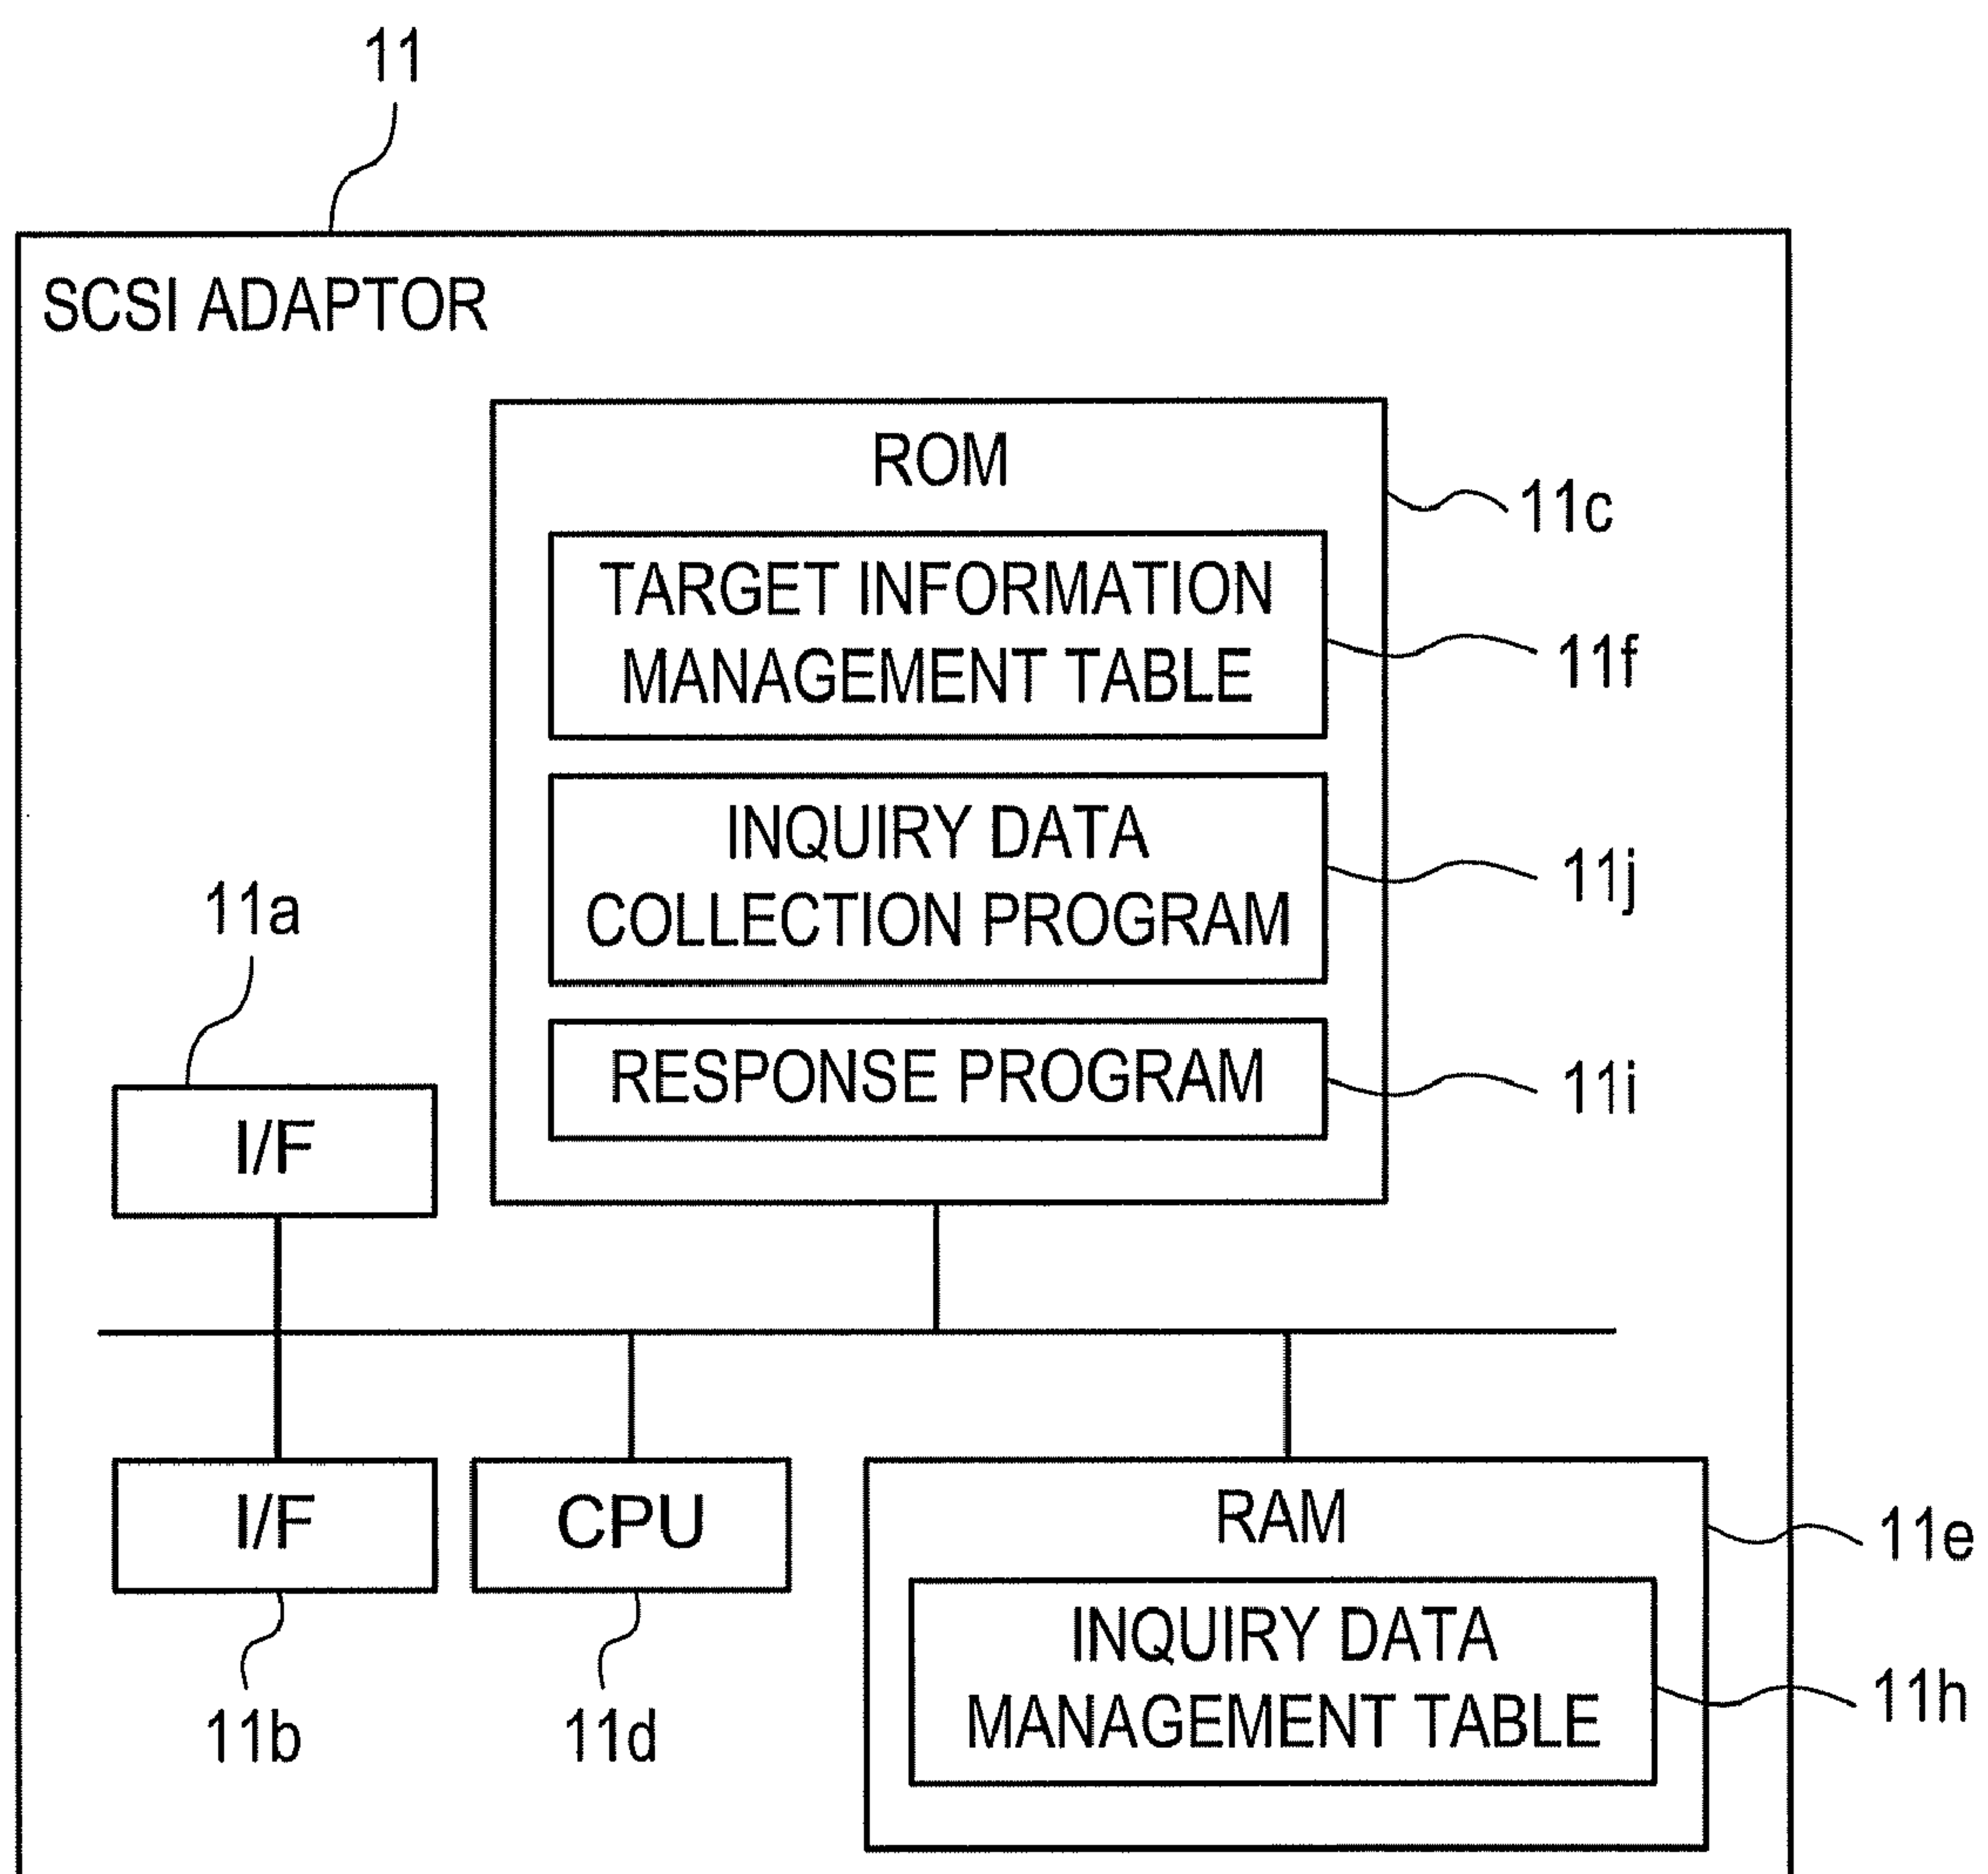 11
SCSI ADAPTOR
ROM
11c
TARGET INFORMATION
MANAGEMENT TABLE
11f
INQUIRY DATA
COLLECTION PROGRAM
11j
RESPONSE PROGRAM
11i
11a
I/F
I/F
11b
CPU
11d
RAM
11e
INQUIRY DATA
MANAGEMENT TABLE
11h